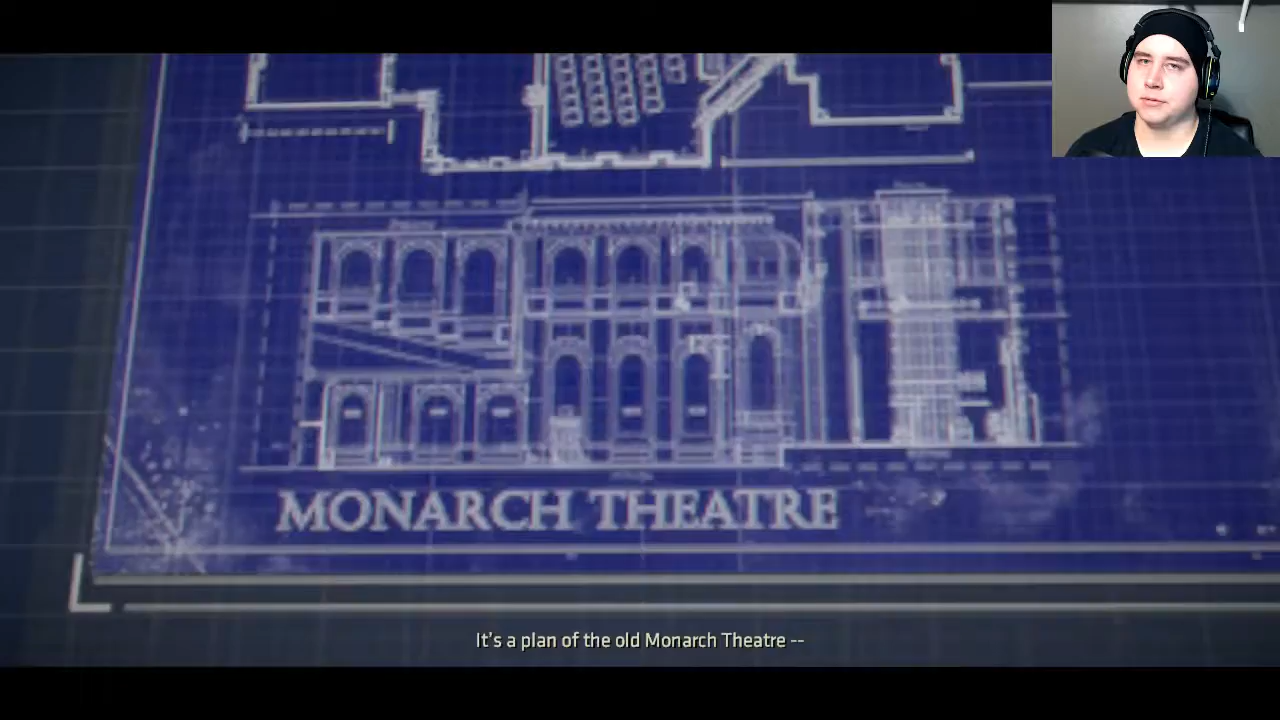 MONARCH THEATRE
It's a plan of the old Monarch Theatre --